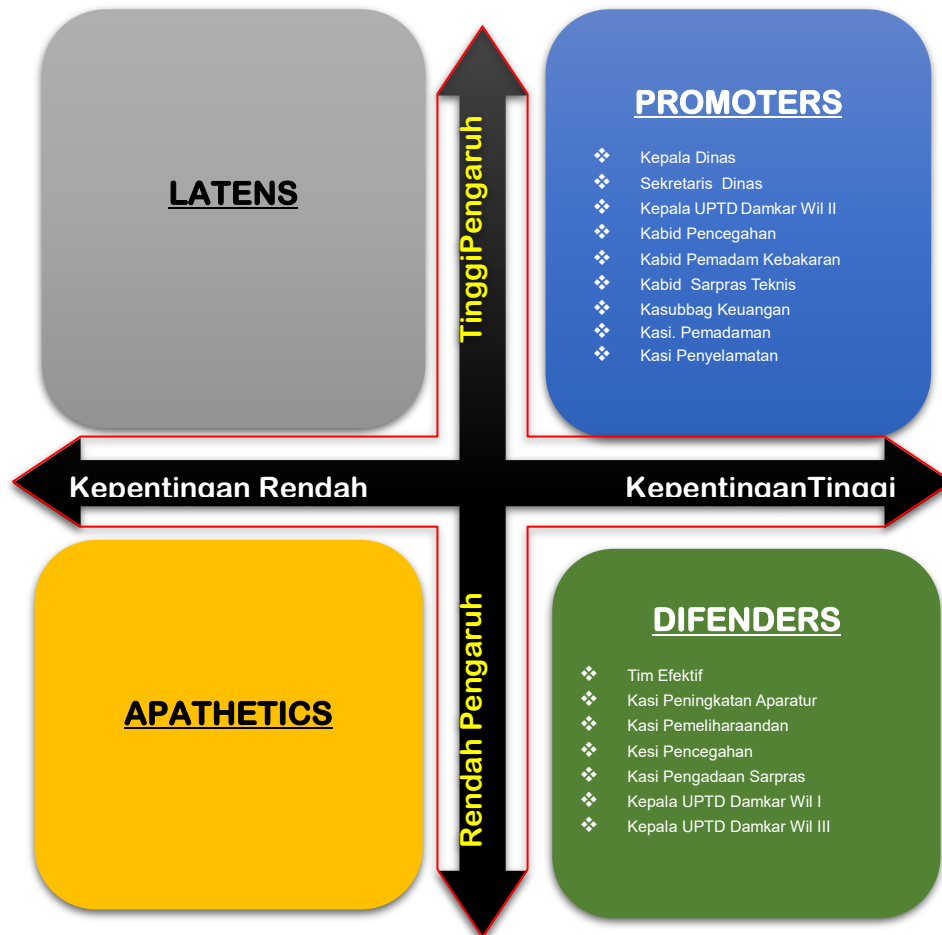 LATENS
PROMOTERS
❖ Kepala Dinas
❖ Sekretaris Dinas
❖ Kepala UPTD Damkar Wil II
❖ Kabid Pencegahan
❖ Kabid Pemadam Kebakaran
❖ Kabid Sarpras Teknis
❖ Kasubbag Keuangan
❖ Kasi. Pemadaman
❖ Kasi Penyelamatan
TinggiPengaruh
Kepentingan Rendah
KepentinganTinggi
Rendah Pengaruh
APATHETICS
DIFENDERS
❖ Tim Efektif
❖ Kasi Peningkatan Aparatur
❖ Kasi Pemeliharaandan
❖ Kesi Pencegahan
❖ Kasi Pengadaan Sarpras
❖ Kepala UPTD Damkar Wil I
❖ Kepala UPTD Damkar Wil III